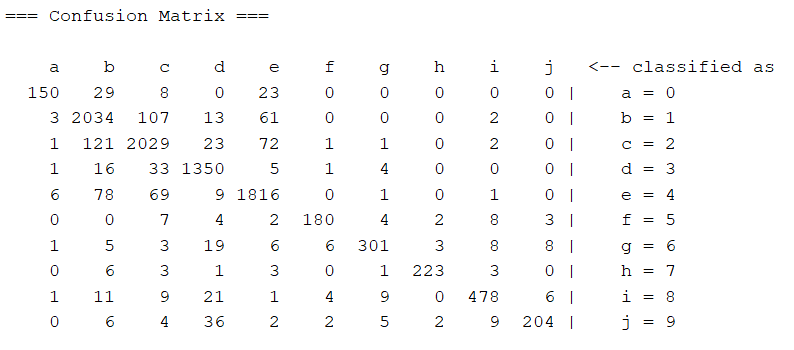 === Confusion Matrix ===
a b c d e f g h i j <-- classified as
150 29 8 0 23 0 0 0 0 0 | a = 0
3 2034 107 13 61 0 0 0 2 0 | b = 1
1 121 2029 23 72 1 1 0 2 0 | c = 2
1 16 33 1350 5 1 4 0 0 0 | d = 3
6 78 69 9 1816 0 1 0 1 0 | e = 4
0 0 7 4 2 180 4 2 8 3 | f = 5
1 5 3 19 6 6 301 3 8 8 | g = 6
0 6 3 1 3 0 1 223 3 0 | h = 7
1 11 9 21 1 4 9 0 478 6 | i = 8
0 6 4 36 2 2 5 2 9 204 | j = 9